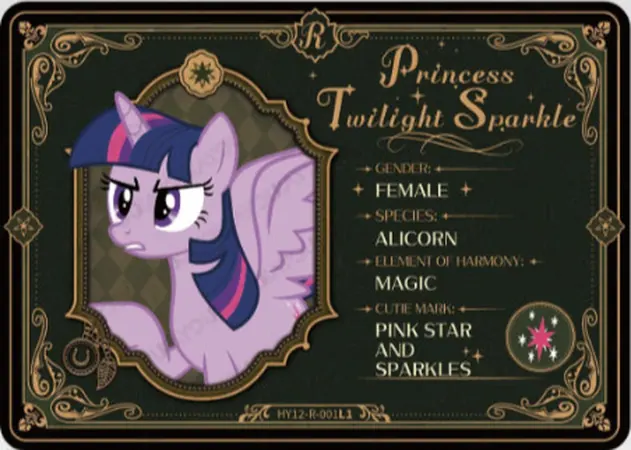 R
Princess
Twilight Sparkle
GENDER:
FEMALE
SPECIES:
ALICORN
ELEMENT OF HARMONY:
MAGIC
CUTIE MARK:
PINK STAR
AND
SPARKLES
HY12-R-001L1